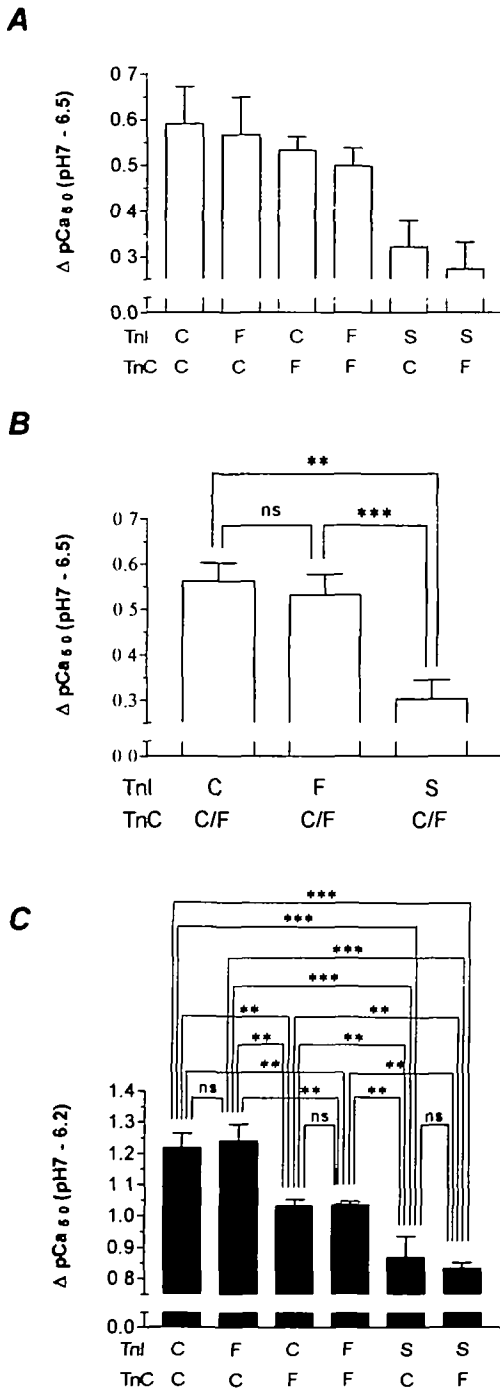 A
Δ pCa50 (pH7 - 6.5)
0.7
0.6
0.5
0.4
0.3
0.0
TnI C F C F S S
TnC C C F F C F
B
**
ns ***
Δ pCa50 (pH7 - 6.5)
0.7
0.6
0.5
0.4
0.3
0.0
TnI C F S
TnC C/F C/F C/F
C
***
***
***
***
** **
** **
** **
ns ** ** 
ns ns
Δ pCa50 (pH7 - 6.2)
1.4
1.3
1.2
1.1
1.0
0.9
0.8
0.0
TnI C F C F S S
TnC C C F F C F